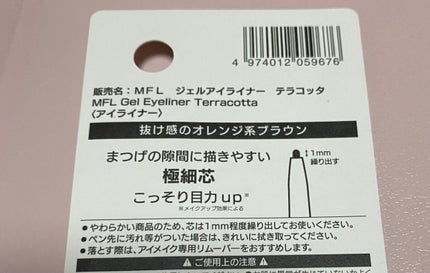 4 974012 059676
販売名：ＭＦＬ　ジェルアイライナー　テラコッタ
MFL Gel Eyeliner Terracotta
〈アイライナー〉
抜け感のオレンジ系ブラウン
まつげの隙間に描きやすい
極細芯
こっそり目力up※
※メイクアップ効果による
1mm
繰り出す
●やわらかい商品のため、芯は1mm程度繰り出してお使いください。
●ペン先に汚れ等がついた場合は、きれいに拭き取ってください。
●落とす際は、アイメイク専用リムーバーをおすすめします。
⚠ご使用上の注意